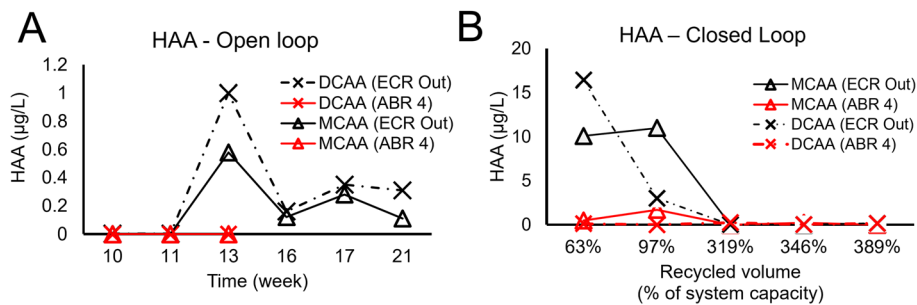 A
HAA - Open loop
HAA (µg/L)
1.2
1
0.8
0.6
0.4
0.2
0
DCAA (ECR Out)
DCAA (ABR 4)
MCAA (ECR Out)
MCAA (ABR 4)
10 11 13 16 17 21
Time (week)
B
HAA – Closed Loop
HAA (µg/L)
20
15
10
5
0
MCAA (ECR Out)
MCAA (ABR 4)
DCAA (ECR Out)
DCAA (ABR 4)
63% 97% 319% 346% 389%
Recycled volume
(% of system capacity)